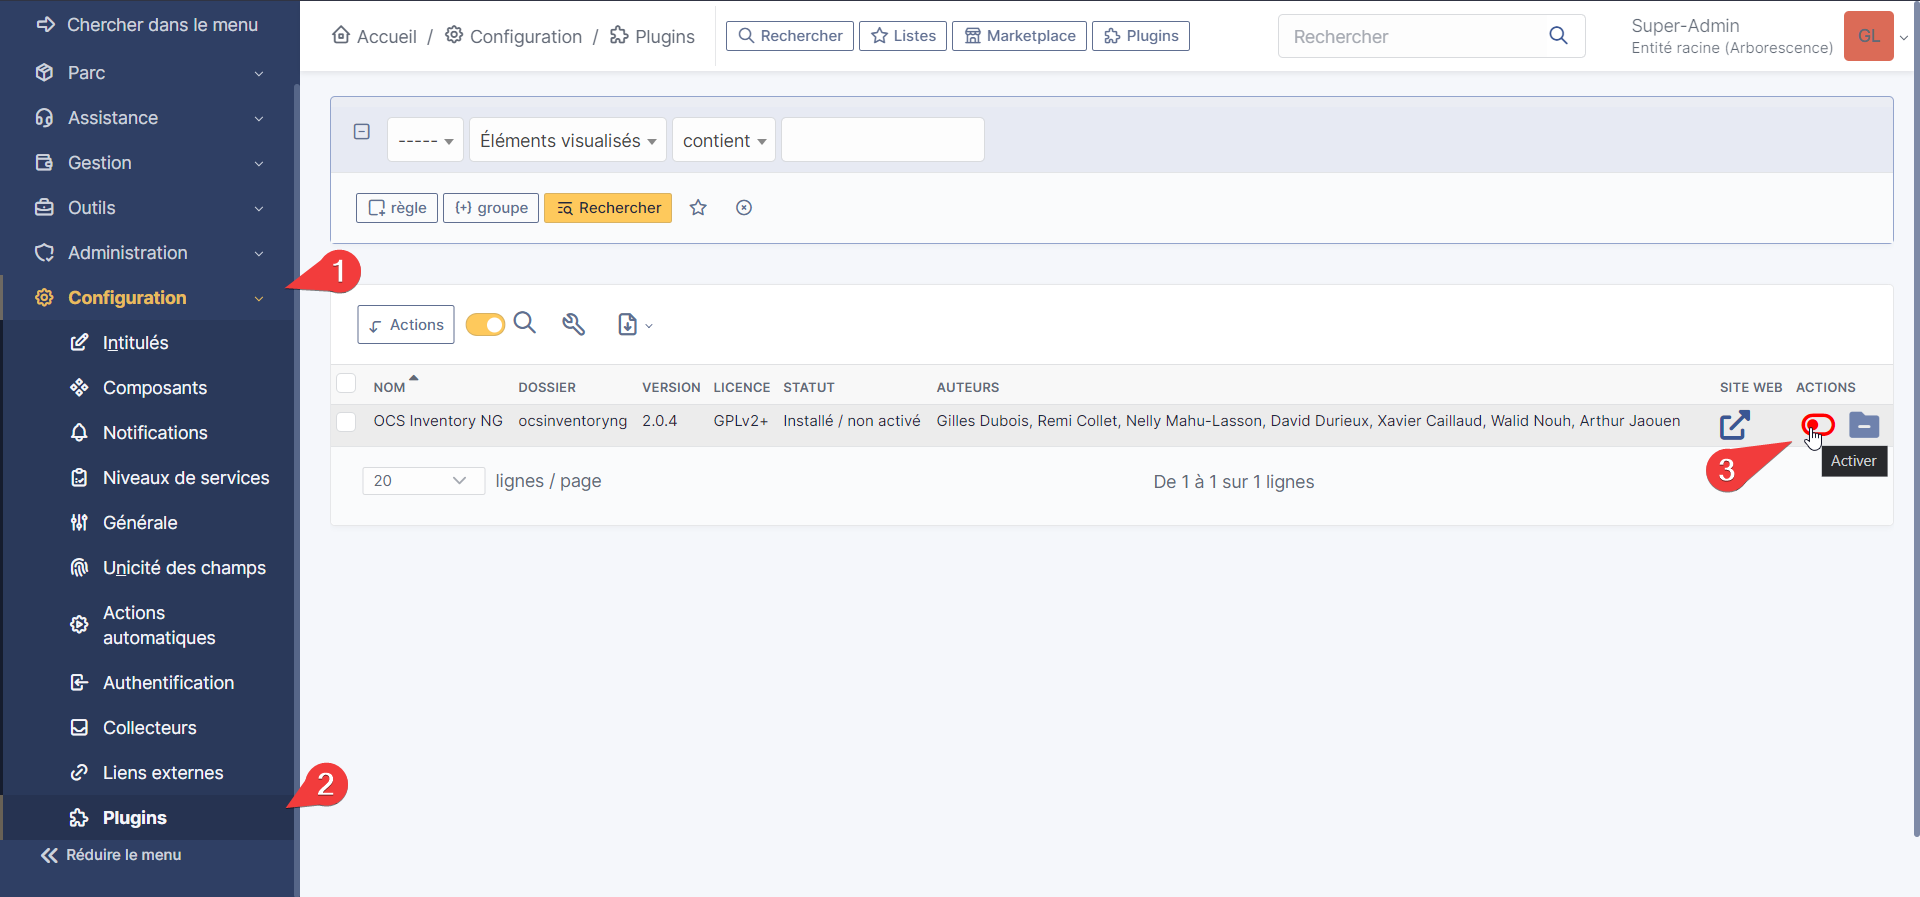 Chercher dans le menu
Parc
Assistance
Gestion
Outils
Administration
Configuration
Intitulés
Composants
Notifications
Niveaux de services
Générale
Unicité des champs
Actions
automatiques
Authentification
Collecteurs
Liens externes
Plugins
Réduire le menu
1
2
Accueil / Configuration / Plugins
Rechercher
Listes
Marketplace
Plugins
Rechercher
Super-Admin
Entité racine (Arborescence)
GL
----- Éléments visualisés contient
règle (+) groupe Rechercher
Actions
NOM DOSSIER VERSION LICENCE STATUT AUTEURS SITE WEB ACTIONS
OCS Inventory NG ocsinventoryng 2.0.4 GPLv2+ Installé / non activé Gilles Dubois, Remi Collet, Nelly Mahu-Lasson, David Durieux, Xavier Caillaud, Walid Nouh, Arthur Jaouen
3
Activer
20 lignes / page
De 1 à 1 sur 1 lignes